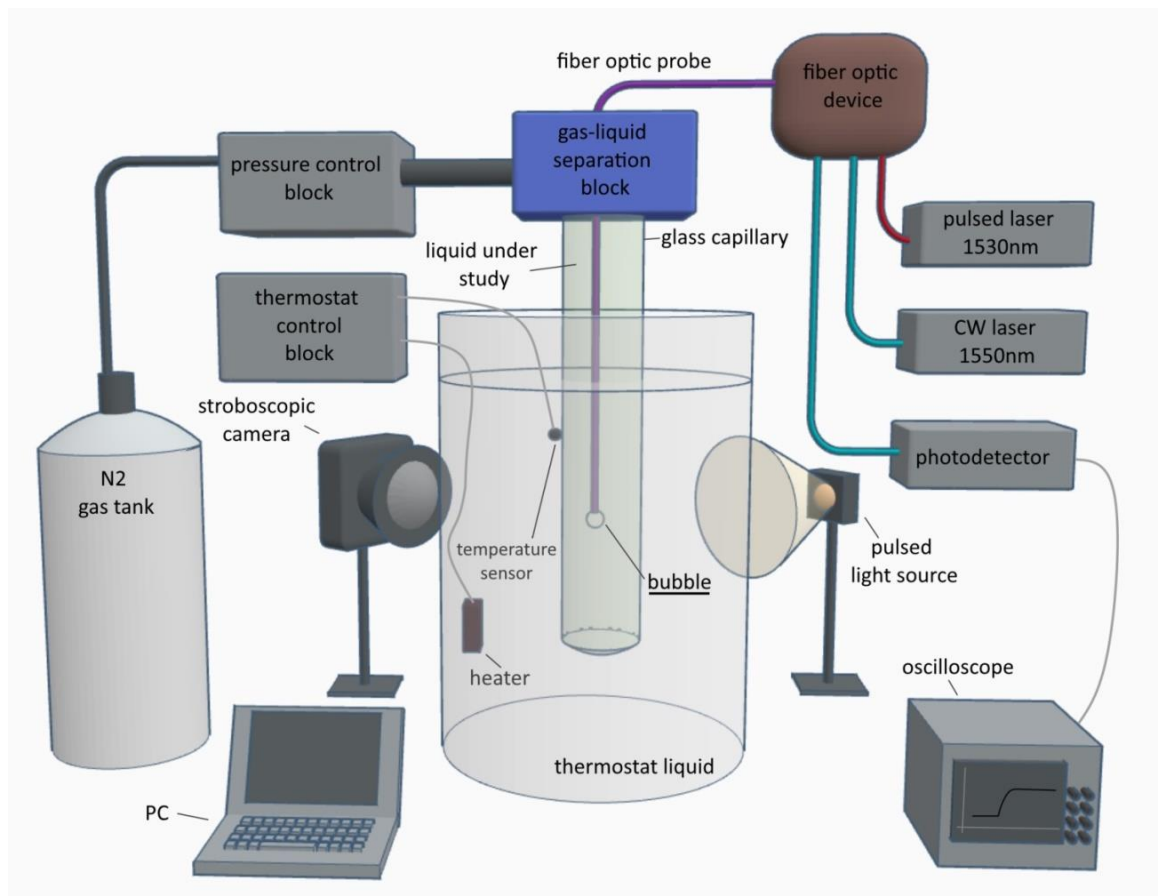 fiber optic probe
fiber optic
device
gas-liquid
separation
block
pressure control
block
pulsed laser
1530nm
glass capillary
liquid under
study
thermostat
control
block
CW laser
1550nm
stroboscopic
camera
photodetector
N2
gas tank
temperature
sensor
bubble
pulsed
light source
heater
oscilloscope
thermostat liquid
PC